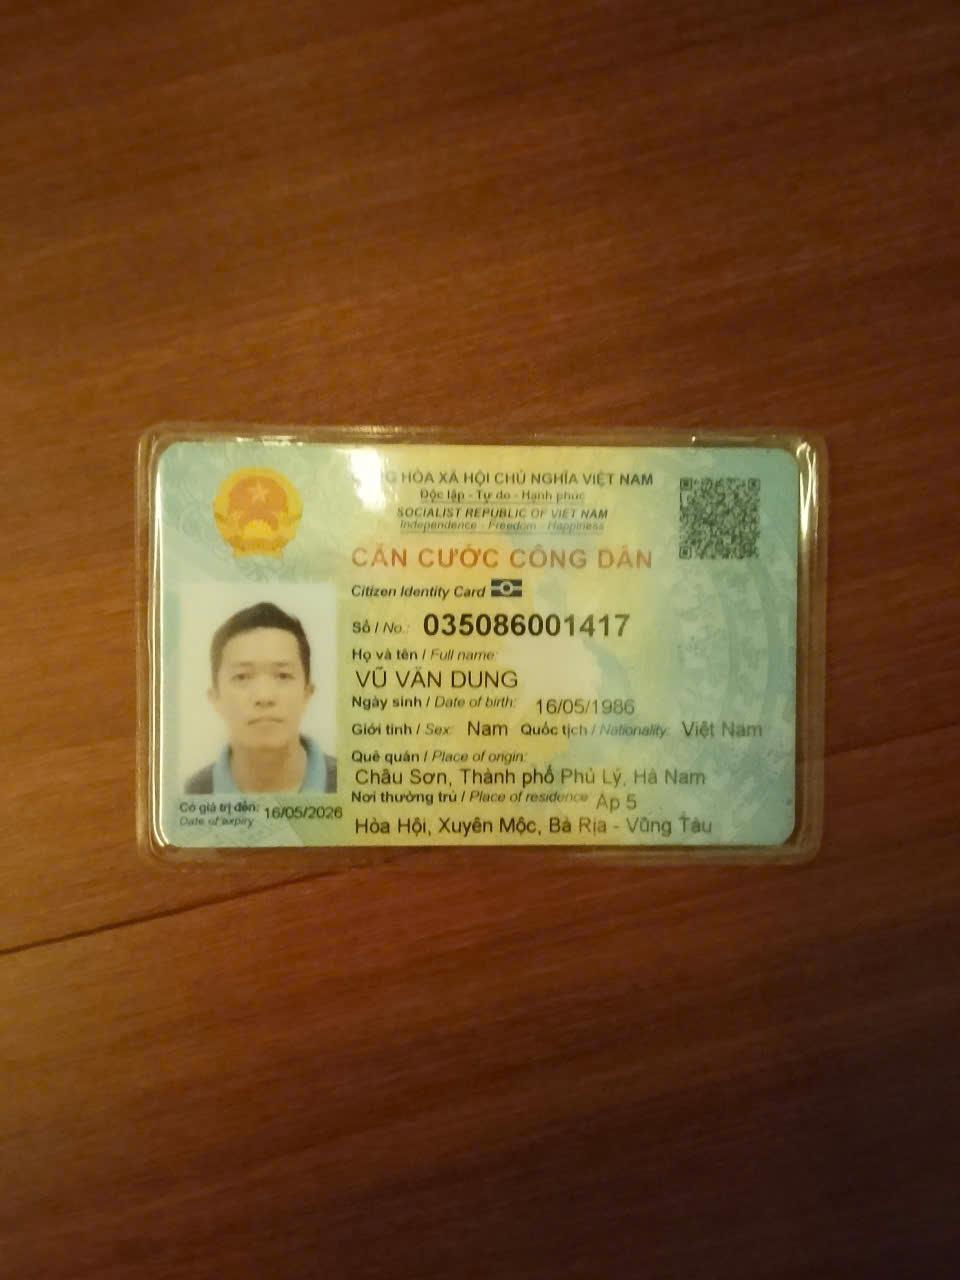 HÒA XÃ HỘI CHỦ NGHĨA VIỆT NAM
Độc lập - Tự do - Hạnh phúc
SOCIALIST REPUBLIC OF VIET NAM
Independence - Freedom - Happiness
CĂN CƯỚC CÔNG DÂN
Citizen Identity Card
Số / No.: 035086001417
Họ và tên / Full name:
VŨ VĂN DUNG
Ngày sinh / Date of birth: 16/05/1986
Giới tính / Sex: Nam Quốc tịch / Nationality: Việt Nam
Quê quán / Place of origin:
Châu Sơn, Thành phố Phủ Lý, Hà Nam
Nơi thường trú / Place of residence Ấp 5
Hòa Hội, Xuyên Mộc, Bà Rịa - Vũng Tàu
Có giá trị đến: 16/05/2026
Date of expiry